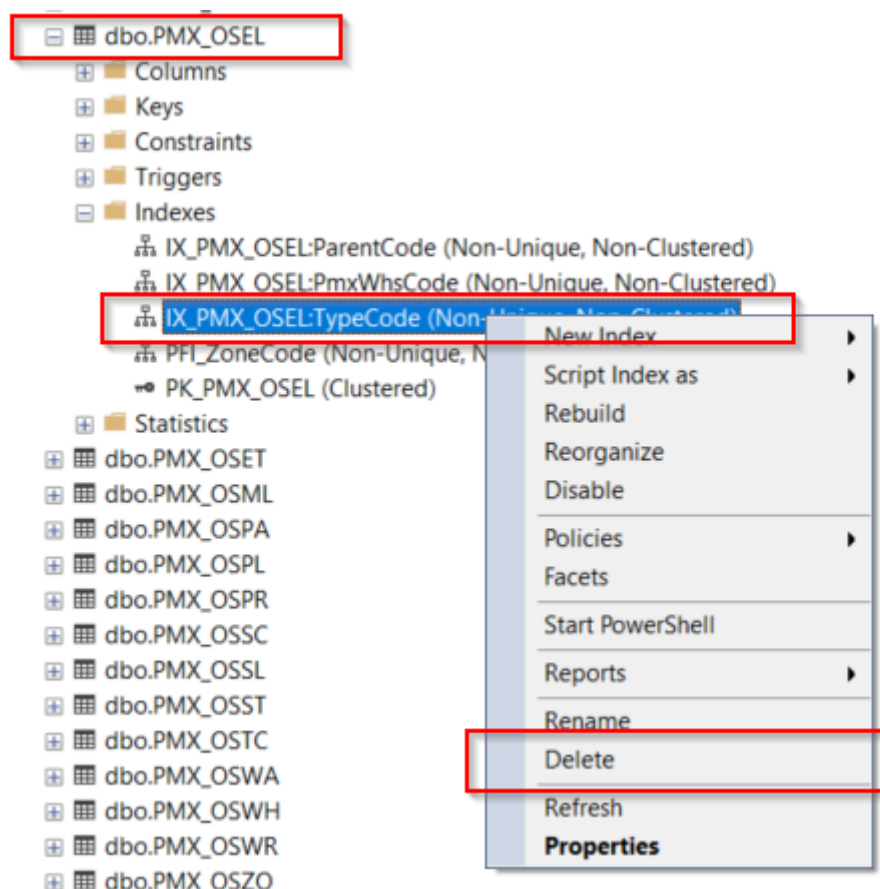 dbo.PMX_OSEL
Columns
Keys
Constraints
Triggers
Indexes
IX_PMX_OSEL:ParentCode (Non-Unique, Non-Clustered)
IX_PMX_OSEL:PmxWhsCode (Non-Unique, Non-Clustered)
IX_PMX_OSEL:TypeCode (Non-Unique, Non-Clustered)
PFI_ZoneCode (Non-Unique, N
PK_PMX_OSEL (Clustered)
Statistics
dbo.PMX_OSET
dbo.PMX_OSML
dbo.PMX_OSPA
dbo.PMX_OSPL
dbo.PMX_OSPR
dbo.PMX_OSSC
dbo.PMX_OSSL
dbo.PMX_OSST
dbo.PMX_OSTC
dbo.PMX_OSWA
dbo.PMX_OSWH
dbo.PMX_OSWR
dbo.PMX_OSZO
New Index
Script Index as
Rebuild
Reorganize
Disable
Policies
Facets
Start PowerShell
Reports
Rename
Delete
Refresh
Properties